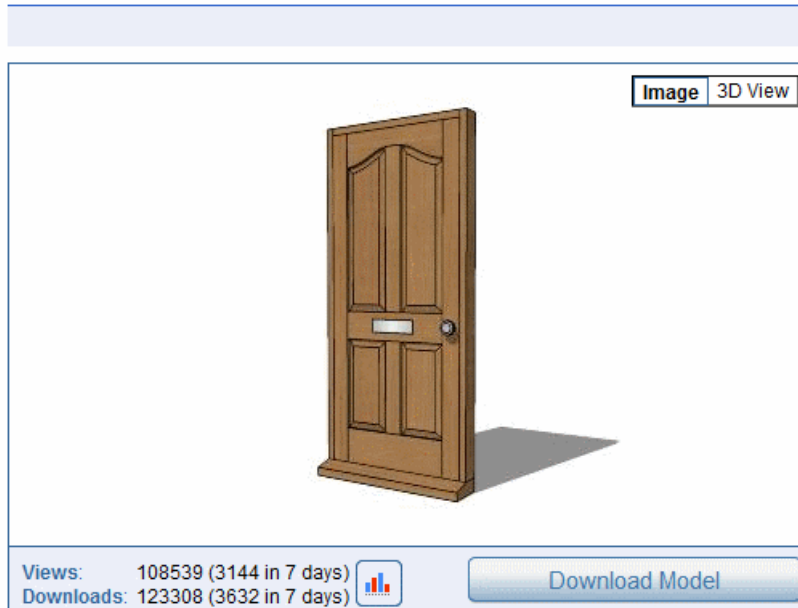 Image 3D View
Views: 108539 (3144 in 7 days)
Downloads: 123308 (3632 in 7 days)
Download Model